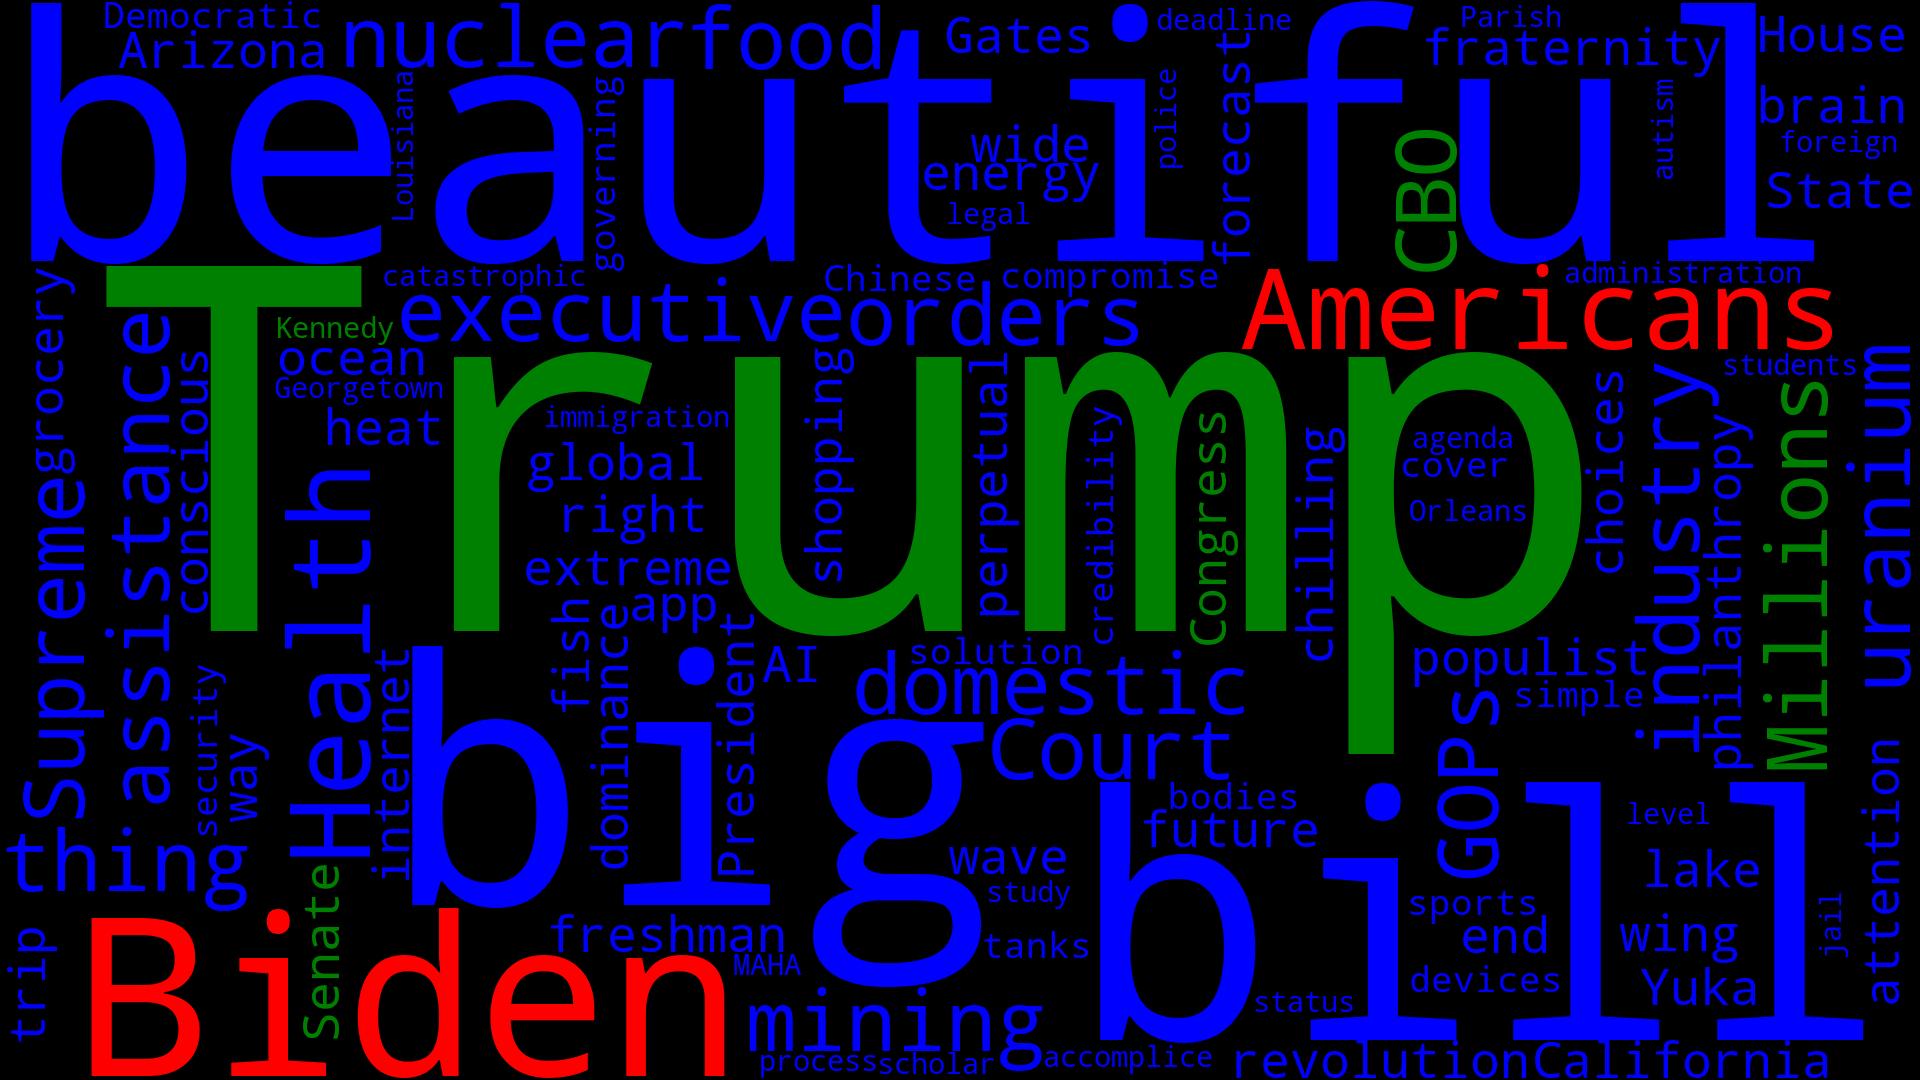 Democratic
Arizona
nuclear
food
Gates
deadline
Parish
fraternity
House
beautiful
Louisiana
governing
wide
energy
legal
police
forecast
CBO
autism
brain
foreign
State
catastrophic
executive
orders
Chinese
compromise
Americans
administration
grocery
Supreme
assistance
conscious
Trump
Kennedy
ocean
Georgetown
heat
Health
immigration
global
right
extreme
app
shopping
perpetual
credibility
Congress
chilling
agenda
cover
Orleans
choices
industry
philanthropy
students
Millions
uranium
security
way
internet
big
fish
dominance
President
AI
solution
domestic
Court
populist
simple
GOPs
thing
bodies
future
bill
level
lake
wing
Yuka
jail
attention
wave
study
tanks
sports
end
devices
status
trip
Biden
Senate
freshman
MAHA
mining
process
scholar
accomplice
revolution
California